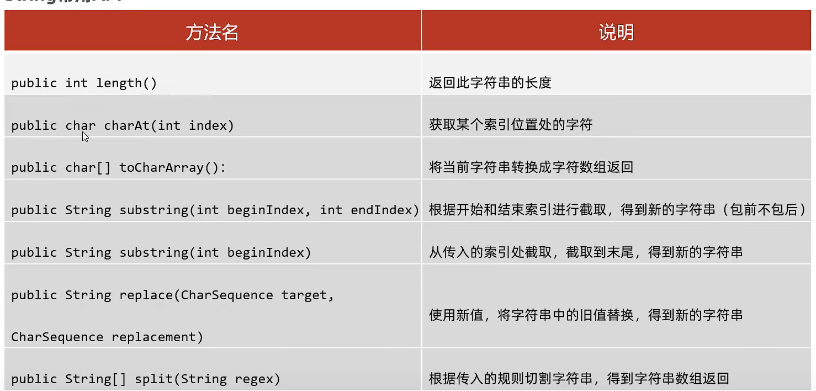 方法名 说明
public int length() 返回此字符串的长度
public char charAt(int index) 获取某个索引位置处的字符
public char[] toCharArray(): 将当前字符串转换成字符数组返回
public String substring(int beginIndex, int endIndex) 根据开始和结束索引进行截取，得到新的字符串（包前不包后）
public String substring(int beginIndex) 从传入的索引处截取，截取到末尾，得到新的字符串
public String replace(CharSequence target,
CharSequence replacement) 使用新值，将字符串中的旧值替换，得到新的字符串
public String[] split(String regex) 根据传入的规则切割字符串，得到字符串数组返回